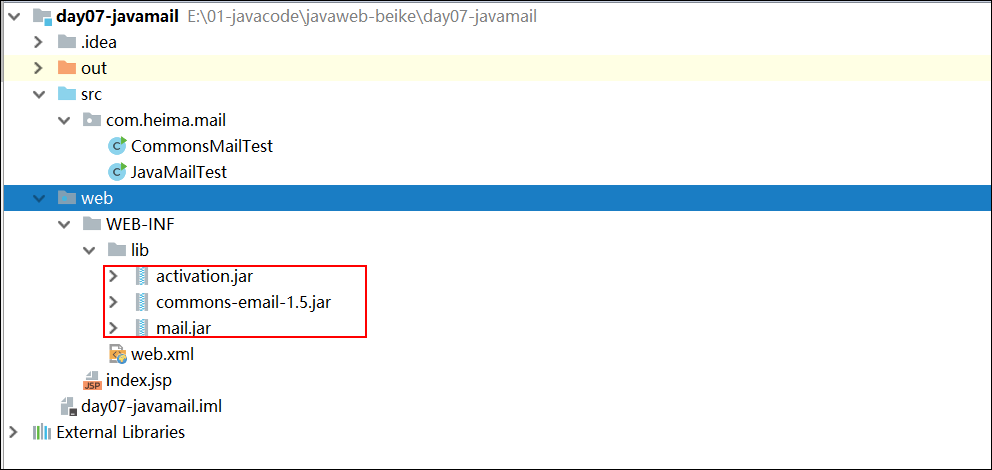 day07-javamail E:\01-javacode\javaweb-beike\day07-javamail
.idea
out
src
com.heima.mail
CommonsMailTest
JavaMailTest
web
WEB-INF
lib
activation.jar
commons-email-1.5.jar
mail.jar
web.xml
index.jsp
day07-javamail.iml
External Libraries